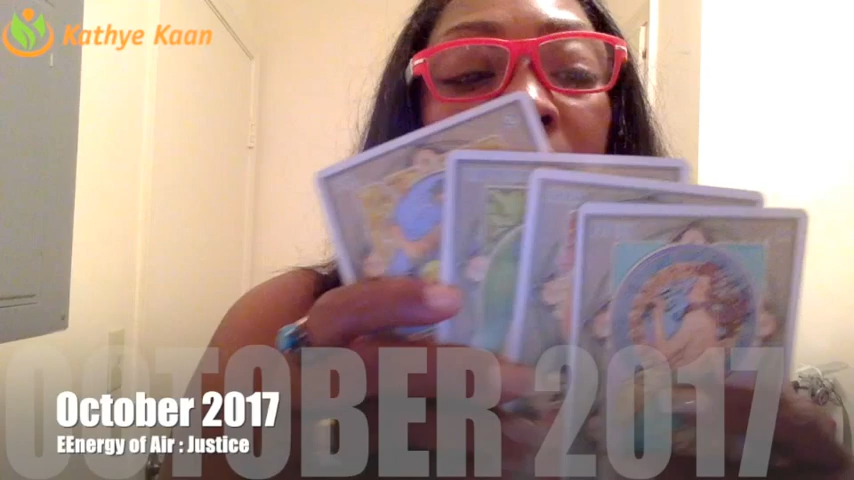 Kathye Kaan
OCTOBER 2017
October 2017
EEnergy of Air : Justice